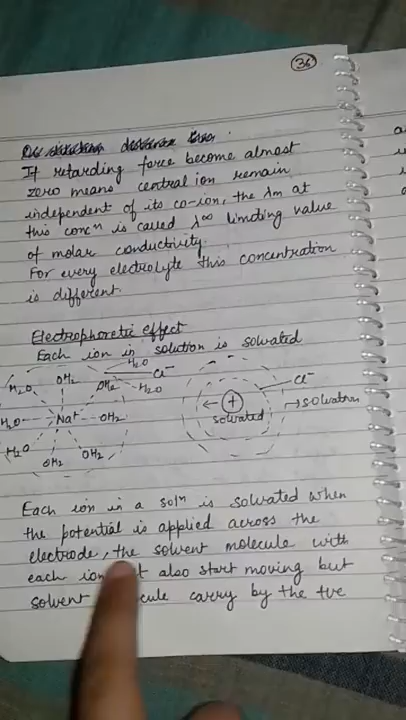 36
If retarding force become almost
zero means central ion remain
independent of its co-ion, the λm at
this concⁿ is called λ∞ limiting value
of molar conductivity.
For every electrolyte this concentration
is different.
Electrophoretic effect
Each ion in solution is solvated
H₂O
Cl⁻
H₂O
OH₂
OH₂
H₂O
H₂O
Na⁺
OH₂
H₂O
OH₂
OH₂
Cl⁻
+
solvated
→ solvation
Each ion in a solⁿ is solvated when
the potential is applied across the
electrode, the solvent molecule with
each ion also start moving but
solvent carry by the +ve